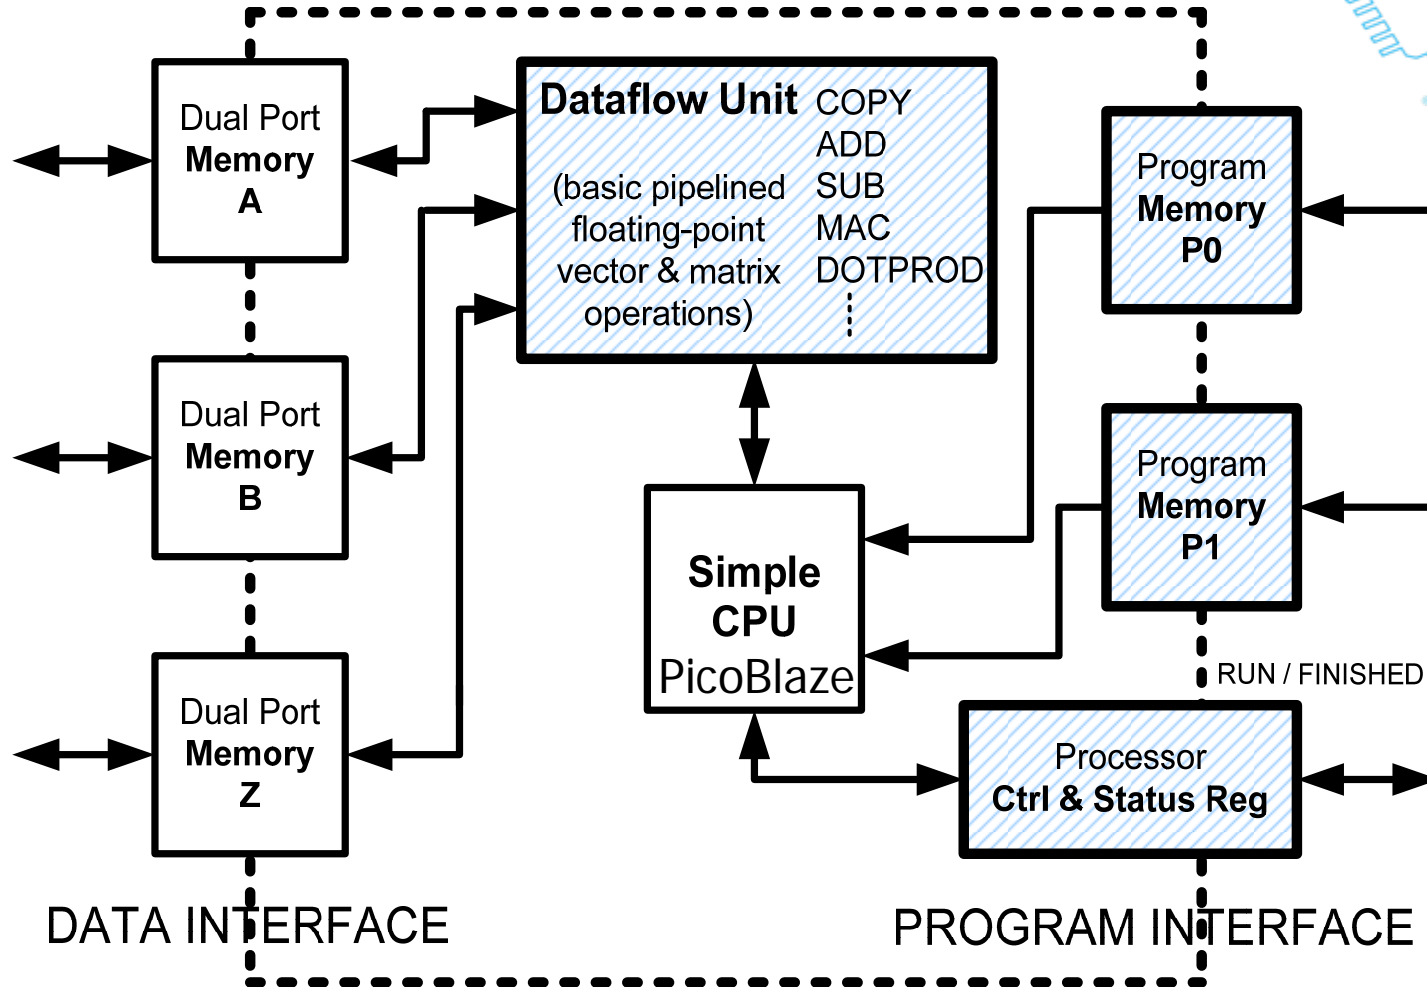 Dual Port
Memory
A
Dual Port
Memory
B
Dual Port
Memory
Z
DATA INTERFACE
Dataflow Unit
(basic pipelined
floating-point
vector & matrix
operations)
COPY
ADD
SUB
MAC
DOTPROD
Simple
CPU
PicoBlaze
Program
Memory
P0
Program
Memory
P1
RUN / FINISHED
Processor
Ctrl & Status Reg
PROGRAM INTERFACE